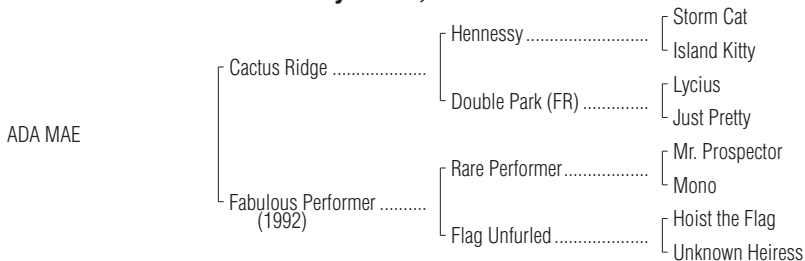 Storm Cat
Hennessy ..........................
Island Kitty
Cactus Ridge ....................
Lycius
Double Park (FR) ..............
Just Pretty
ADA MAE
Mr. Prospector
Rare Performer..................
Mono
Fabulous Performer ..........
(1992)
Hoist the Flag
Flag Unfurled ....................
Unknown Heiress